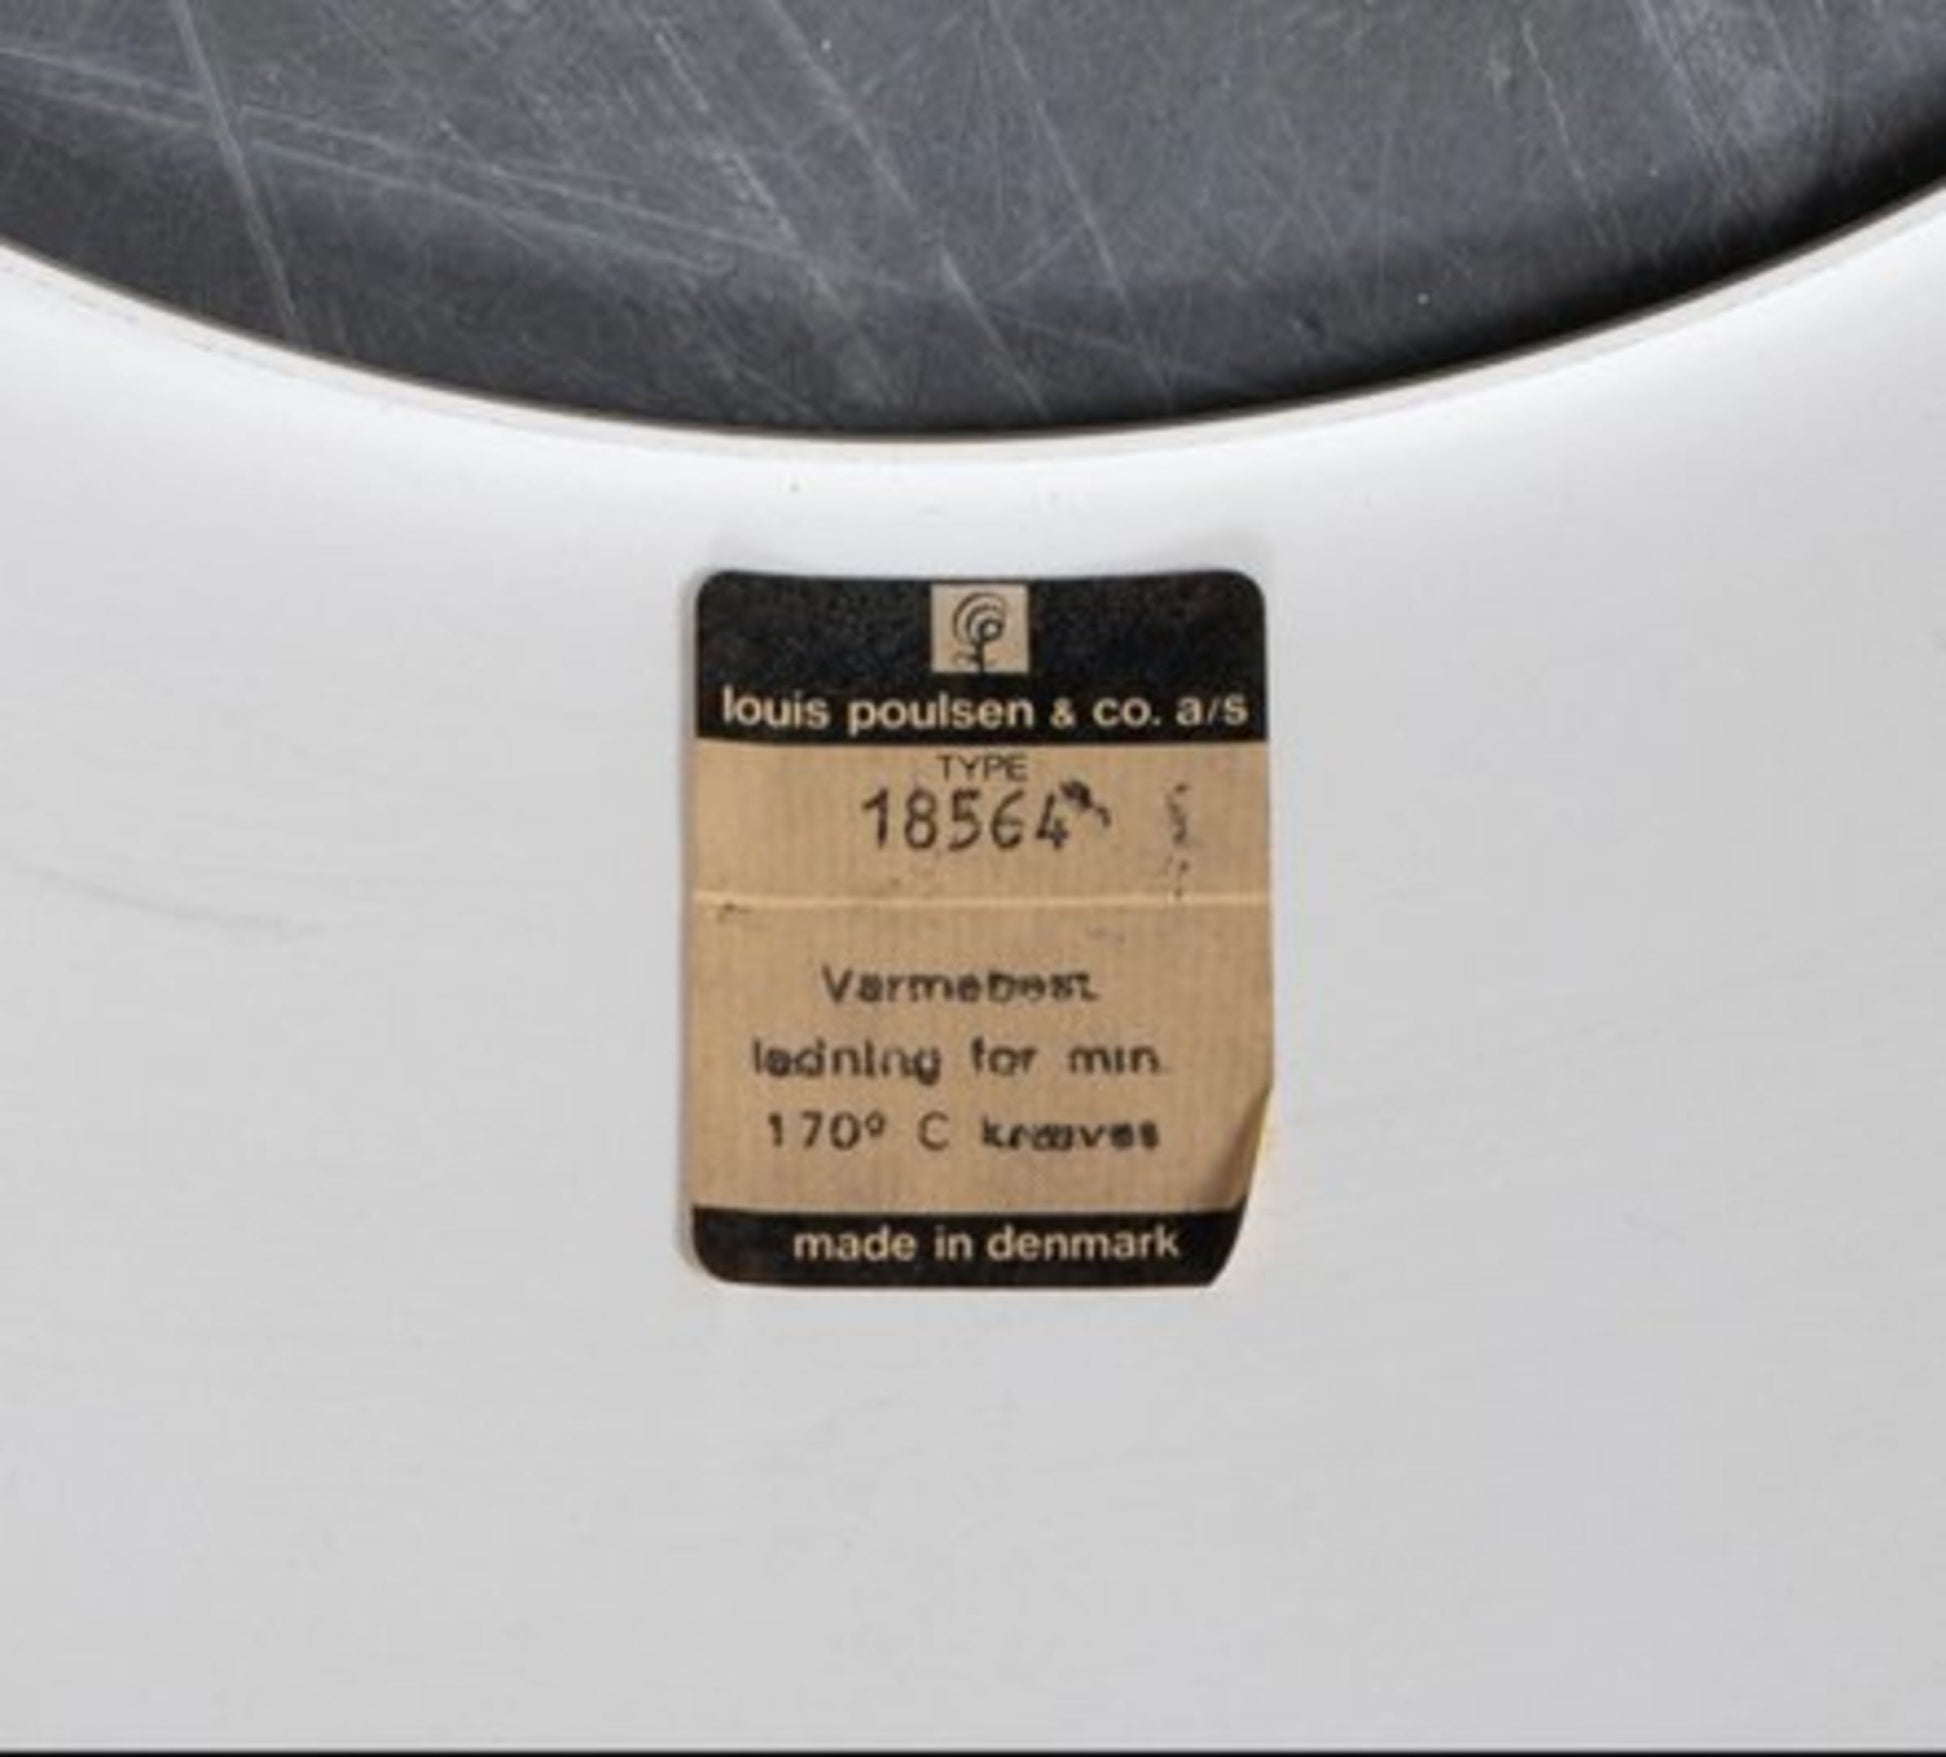 louis poulsen & co. a/s
TYPE
18564
Varmebest.
ledning for min.
170° C kræves
made in denmark